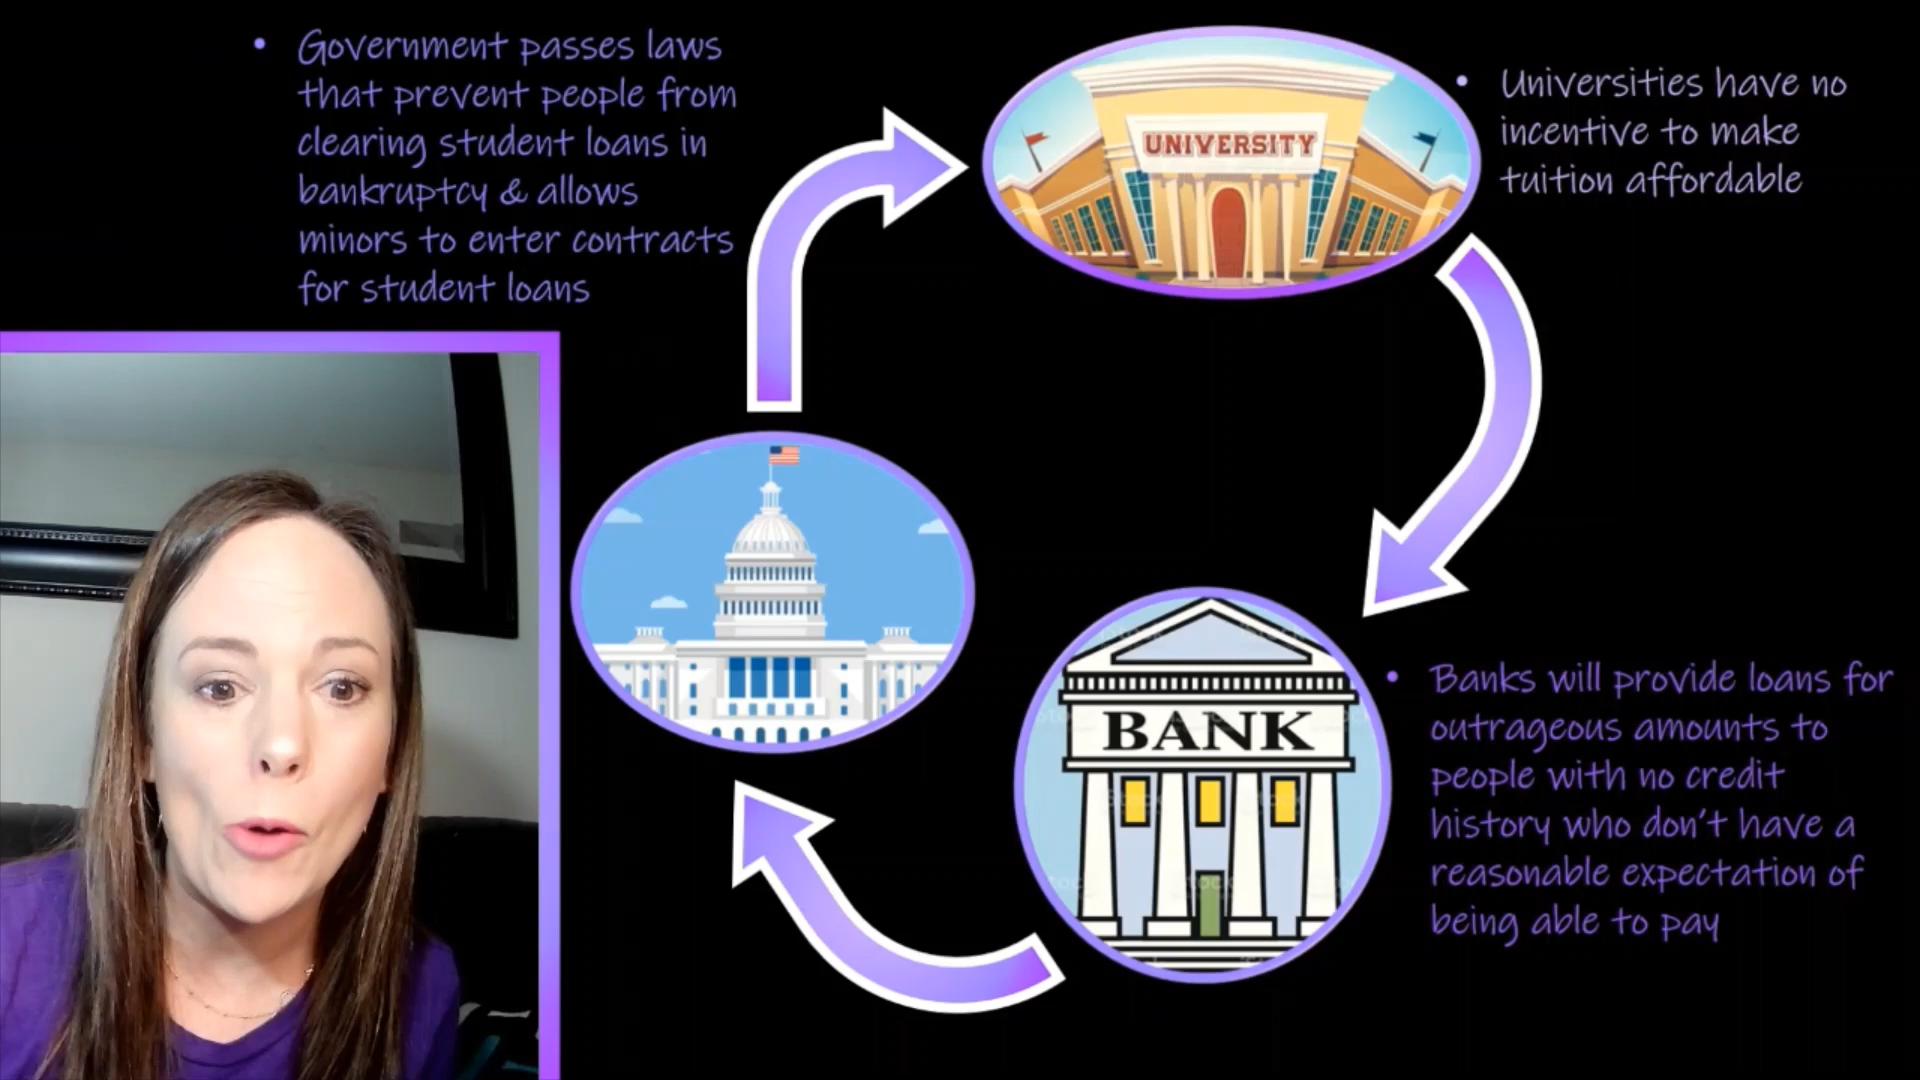 • Government passes laws
that prevent people from
clearing student loans in
bankruptcy & allows
minors to enter contracts
for student loans
UNIVERSITY
• Universities have no
incentive to make
tuition affordable
BANK
• Banks will provide loans for
outrageous amounts to
people with no credit
history who don't have a
reasonable expectation of
being able to pay